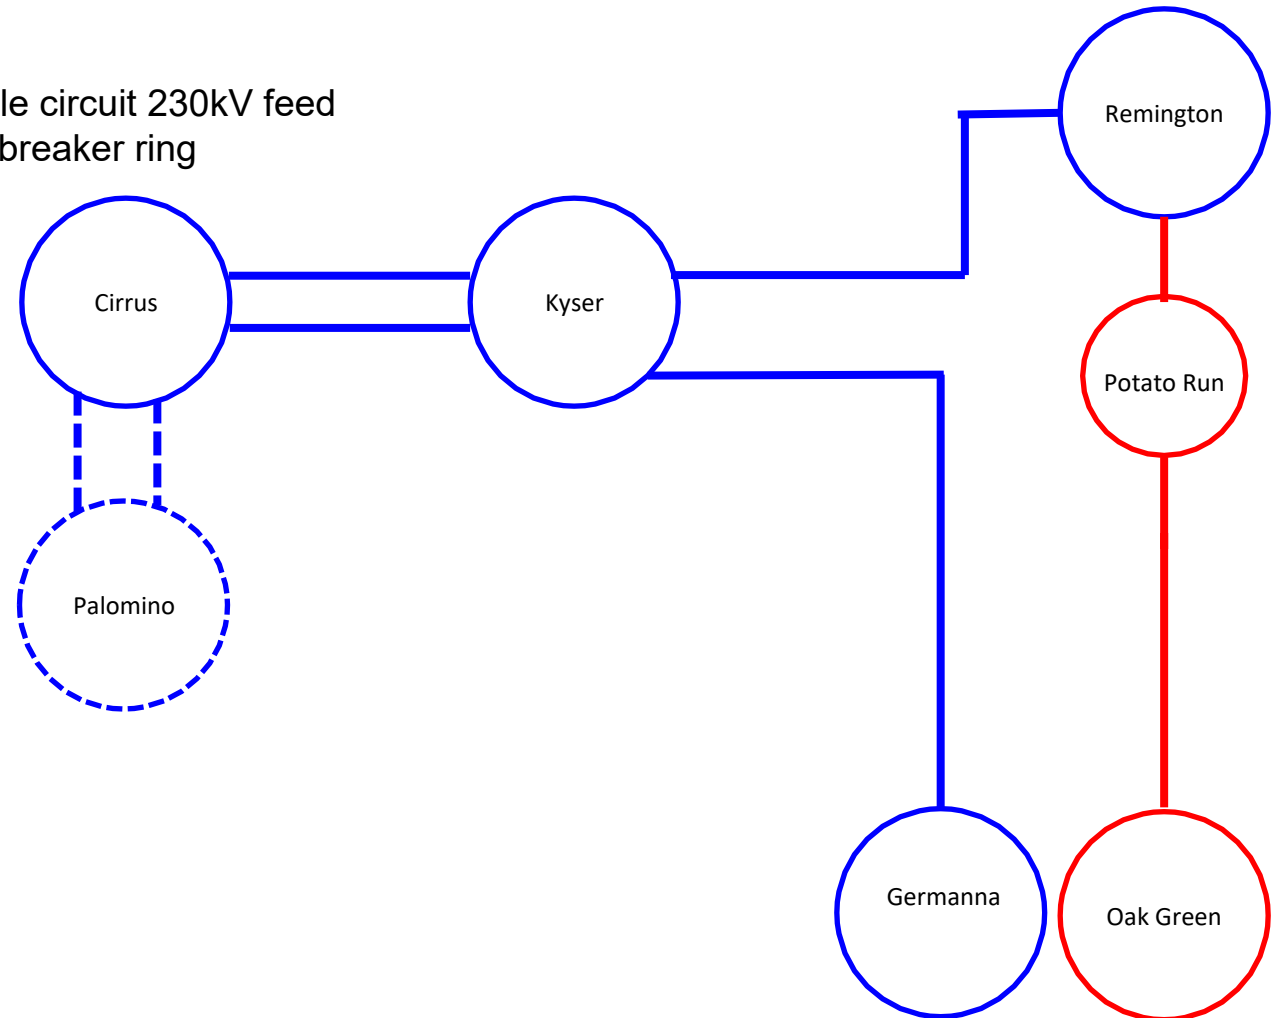 le circuit 230kV feed
breaker ring
Remington
Cirrus
Kyser
Potato Run
Palomino
Germanna
Oak Green